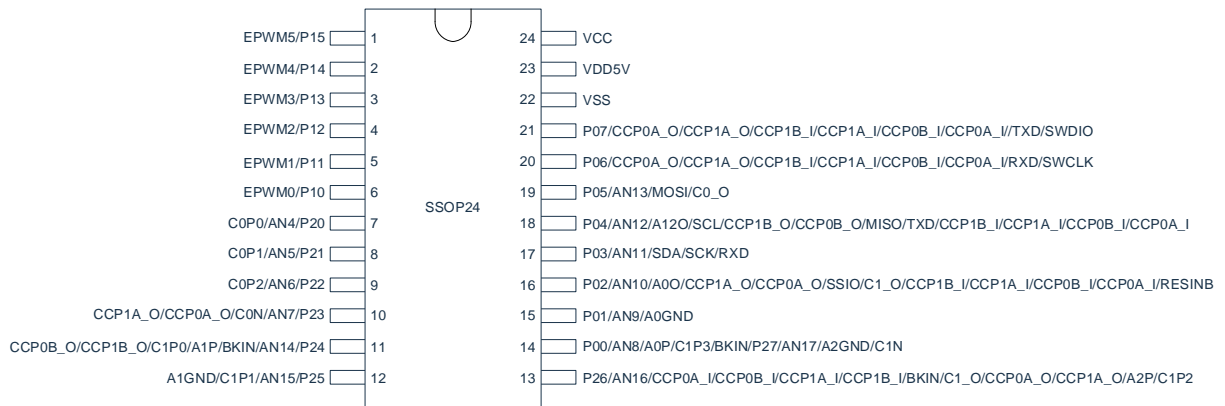 EPWM5/P15 1 24 VCC
EPWM4/P14 2 23 VDD5V
EPWM3/P13 3 22 VSS
EPWM2/P12 4 21 P07/CCP0A_O/CCP1A_O/CCP1B_I/CCP1A_I/CCP0B_I/CCP0A_I//TXD/SWDIO
EPWM1/P11 5 20 P06/CCP0A_O/CCP1A_O/CCP1B_I/CCP1A_I/CCP0B_I/CCP0A_I/RXD/SWCLK
EPWM0/P10 6 19 P05/AN13/MOSI/C0_O
SSOP24
C0P0/AN4/P20 7 18 P04/AN12/A12O/SCL/CCP1B_O/CCP0B_O/MISO/TXD/CCP1B_I/CCP1A_I/CCP0B_I/CCP0A_I
C0P1/AN5/P21 8 17 P03/AN11/SDA/SCK/RXD
C0P2/AN6/P22 9 16 P02/AN10/A0O/CCP1A_O/CCP0A_O/SSIO/C1_O/CCP1B_I/CCP1A_I/CCP0B_I/CCP0A_I/RESINB
CCP1A_O/CCP0A_O/C0N/AN7/P23 10 15 P01/AN9/A0GND
CCP0B_O/CCP1B_O/C1P0/A1P/BKIN/AN14/P24 11 14 P00/AN8/A0P/C1P3/BKIN/P27/AN17/A2GND/C1N
A1GND/C1P1/AN15/P25 12 13 P26/AN16/CCP0A_I/CCP0B_I/CCP1A_I/CCP1B_I/BKIN/C1_O/CCP0A_O/CCP1A_O/A2P/C1P2